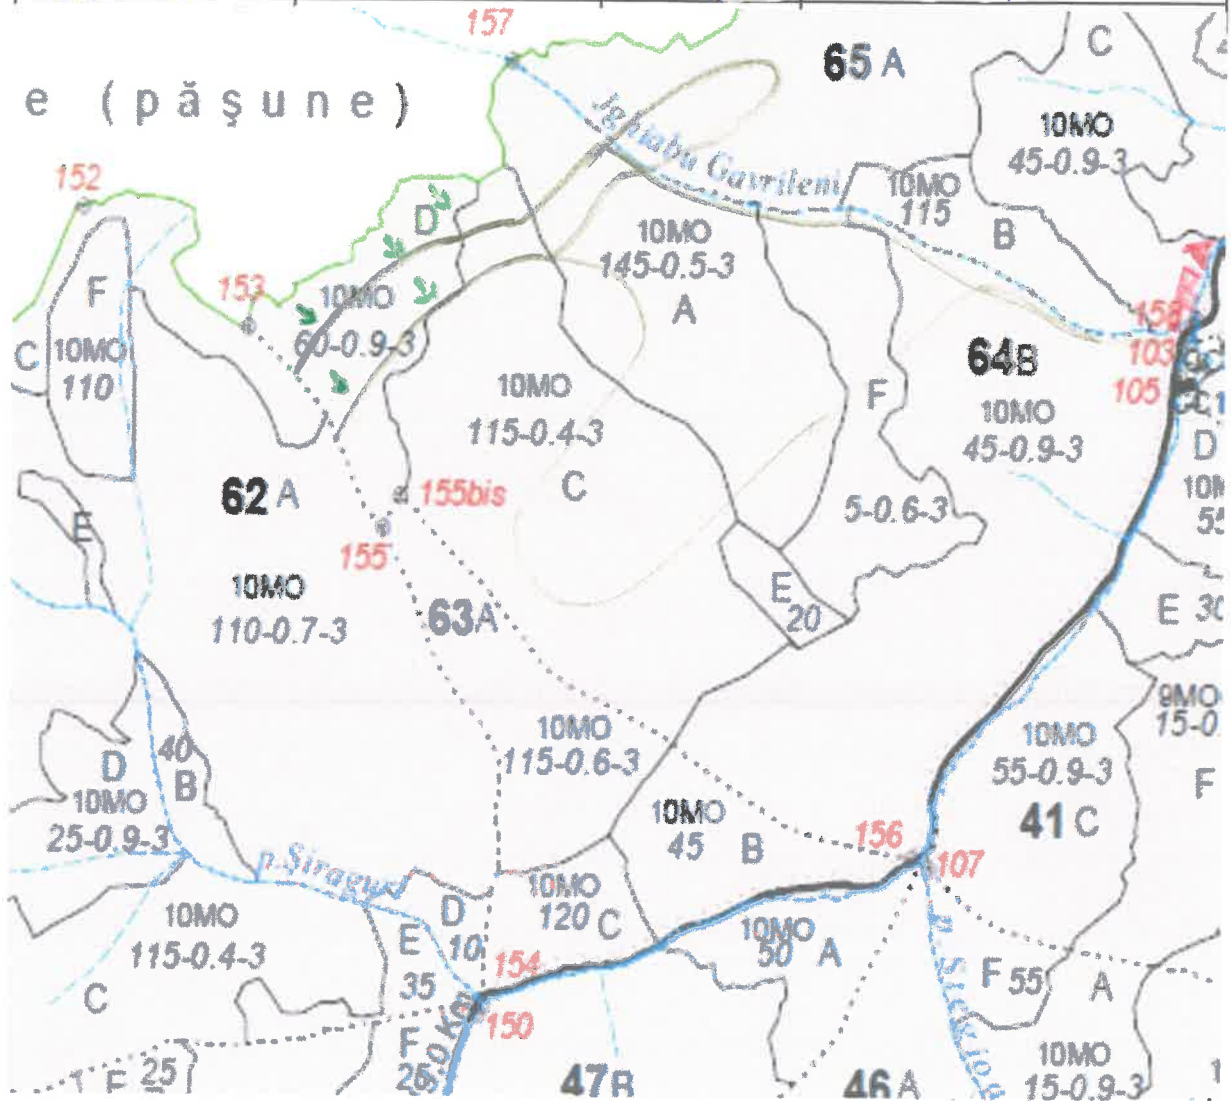 157
65 A
C
e (pășune)
Jghiabu Gavrileni
10MO
45-0.9-3
152
10MO
115
D
10MO
145-0.5-3
B
F
153
10MO
60-0.9-3
A
158
C
10MO
110
103
64B
105
10MO
115-0.4-3
F
10MO
45-0.9-3
D
62 A
155bis
C
5-0.6-3
E
155
10MO
110-0.7-3
E
20
63A
E 30
9MO
10MO
115-0.6-3
10MO
55-0.9-3
40
D
B
10MO
25-0.9-3
10MO
45 B
41 C
F
156
107
10MO
120 C
10MO
115-0.4-3
D
10
10MO
50 A
E
154
F 55
A
35
C
150
F
10MO
15-0.9-3
25
47B
46 A